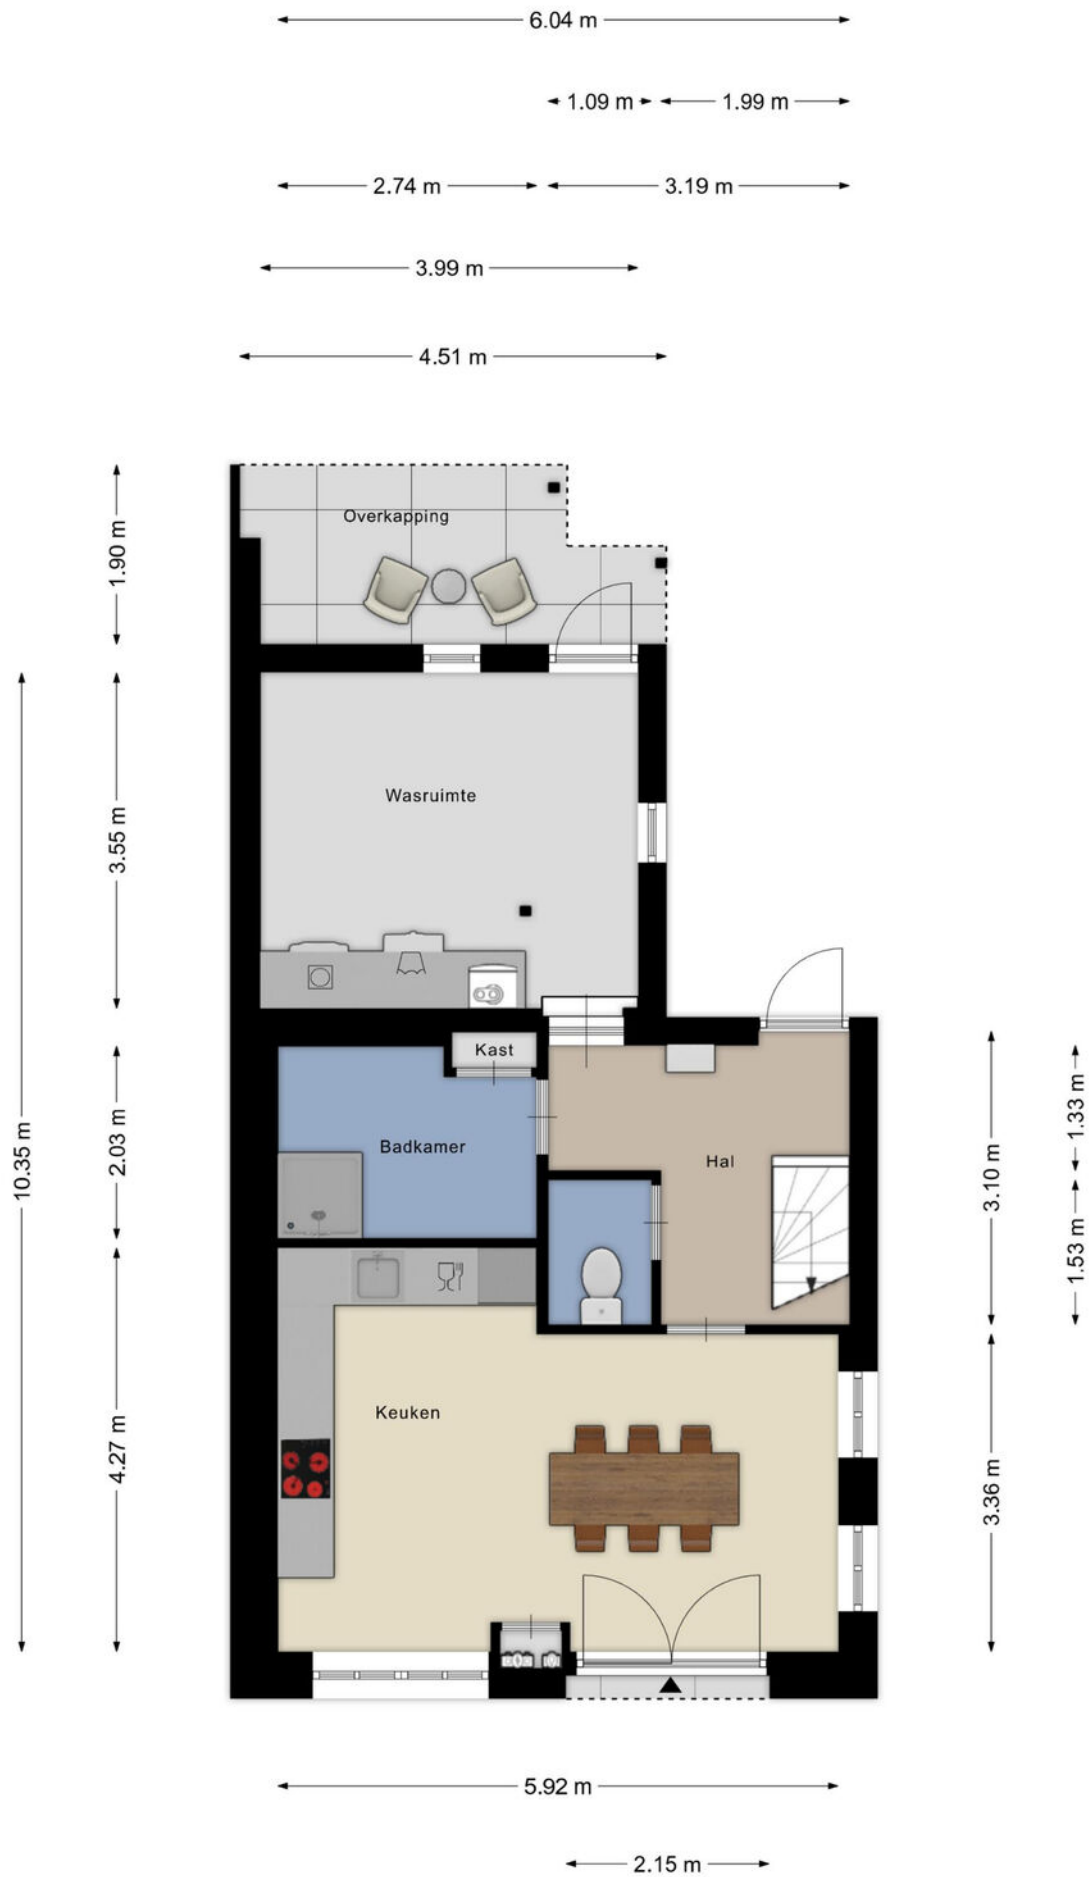 6.04 m
1.09 m
1.99 m
2.74 m
3.19 m
3.99 m
4.51 m
1.90 m
Overkapping
10.35 m
3.55 m
Wasruimte
Kast
2.03 m
Badkamer
Hal
3.10 m
1.33 m
1.53 m
4.27 m
Keuken
3.36 m
5.92 m
2.15 m